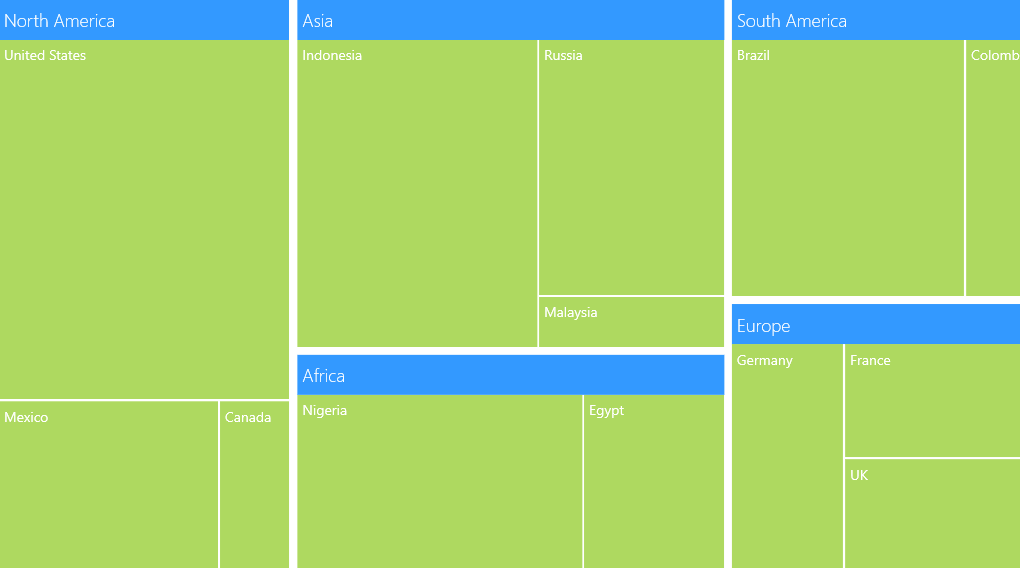 North America
United States
Mexico
Canada
Asia
Indonesia
Russia
Malaysia
Africa
Nigeria
Egypt
South America
Brazil
Colomb
Europe
Germany
France
UK